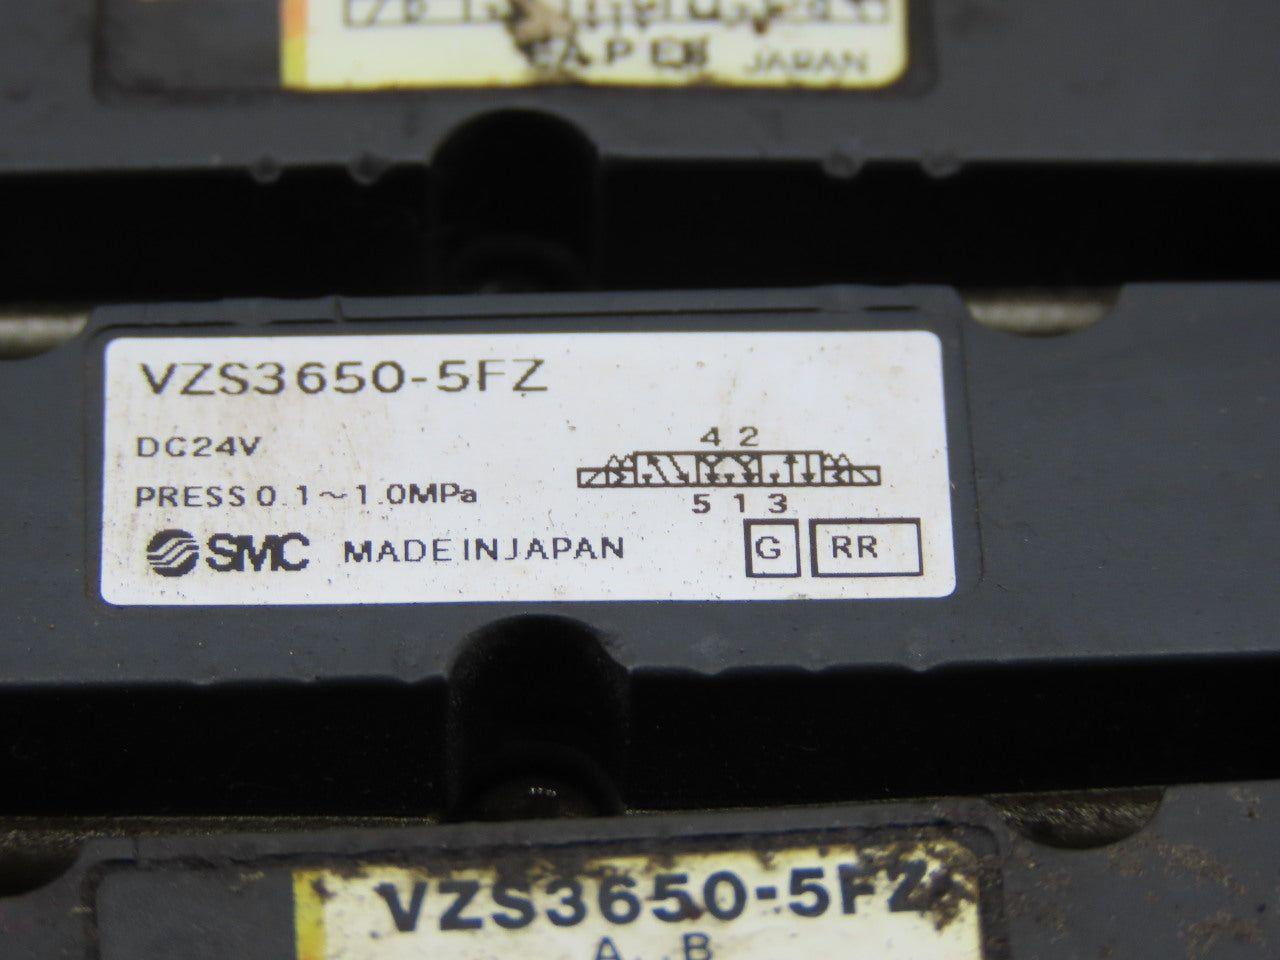 JAPAN
VZS3650-5FZ
DC24V
4 2
PRESS 0.1~1.0MPa
5 1 3
SMC MADE IN JAPAN G RR
VZS3650-5FZ
A B